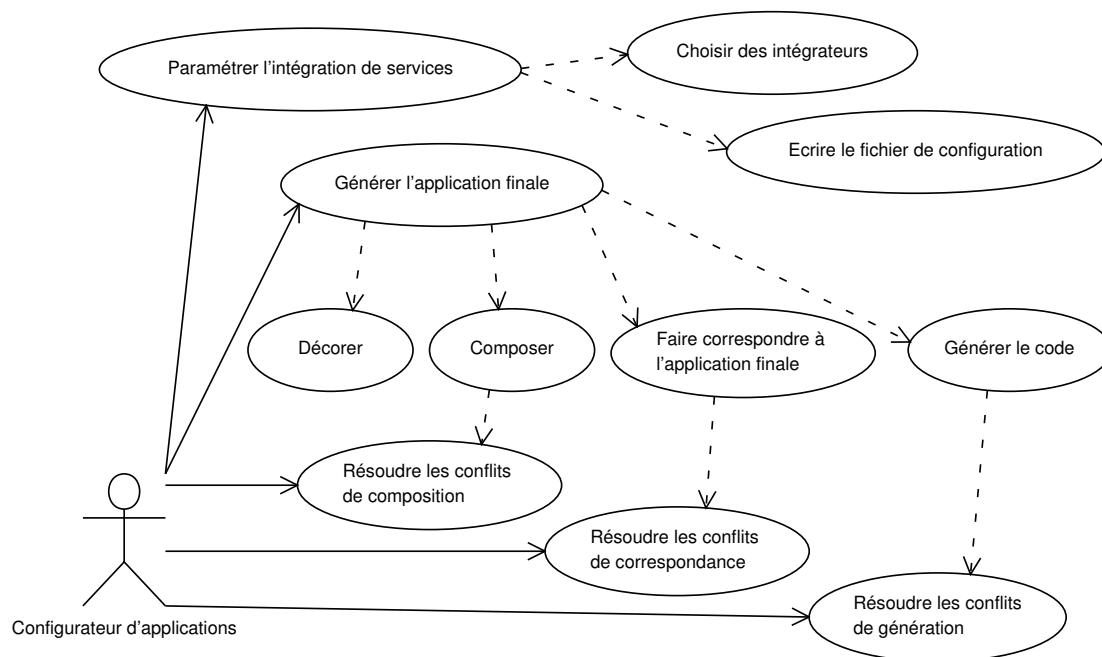 Choisir des intégrateurs
Paramétrer l'intégration de services
Ecrire le fichier de configuration
Générer l'application finale
Décorer
Composer
Faire correspondre à
l'application finale
Générer le code
Résoudre les conflits
de composition
Résoudre les conflits
de correspondance
Résoudre les conflits
de génération
Configurateur d'applications